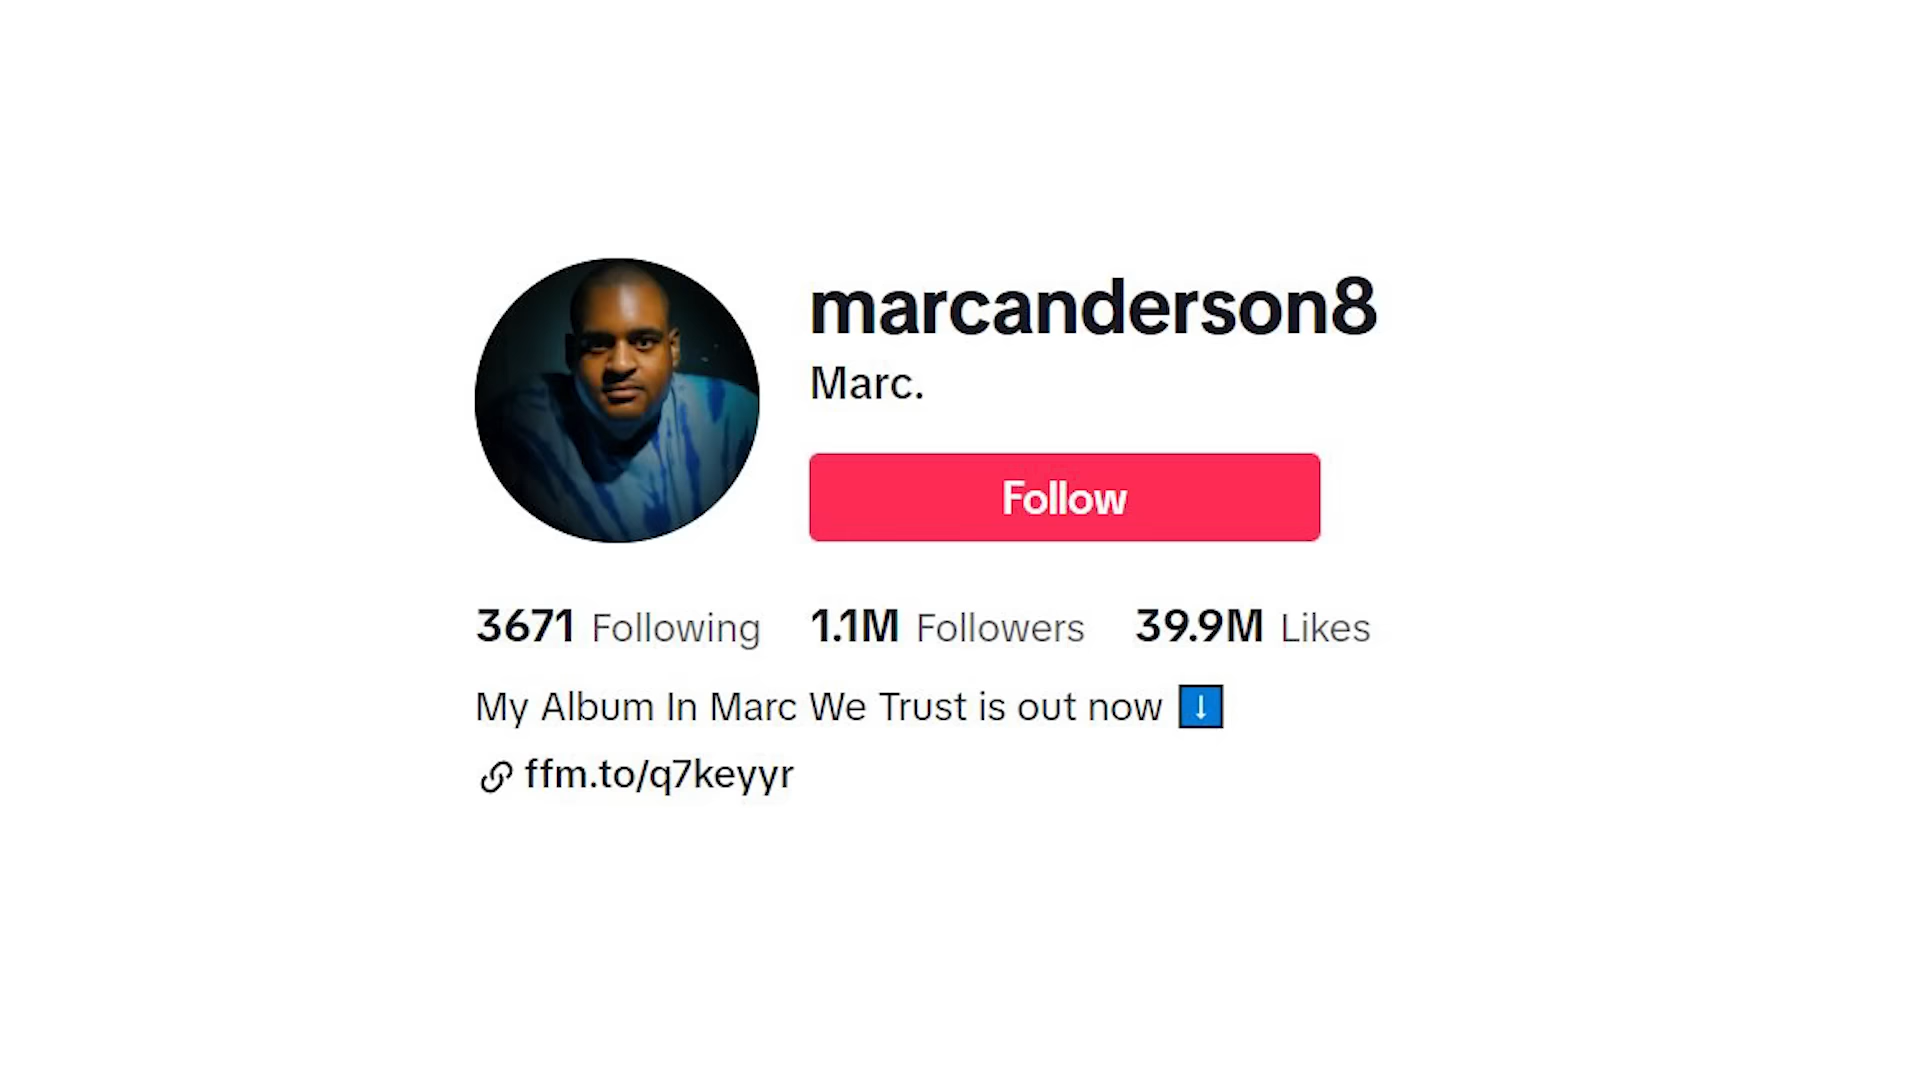 marcanderson8
Marc.
Follow
3671 Following 1.1M Followers 39.9M Likes
My Album In Marc We Trust is out now ⬇️
ffm.to/q7keyyr